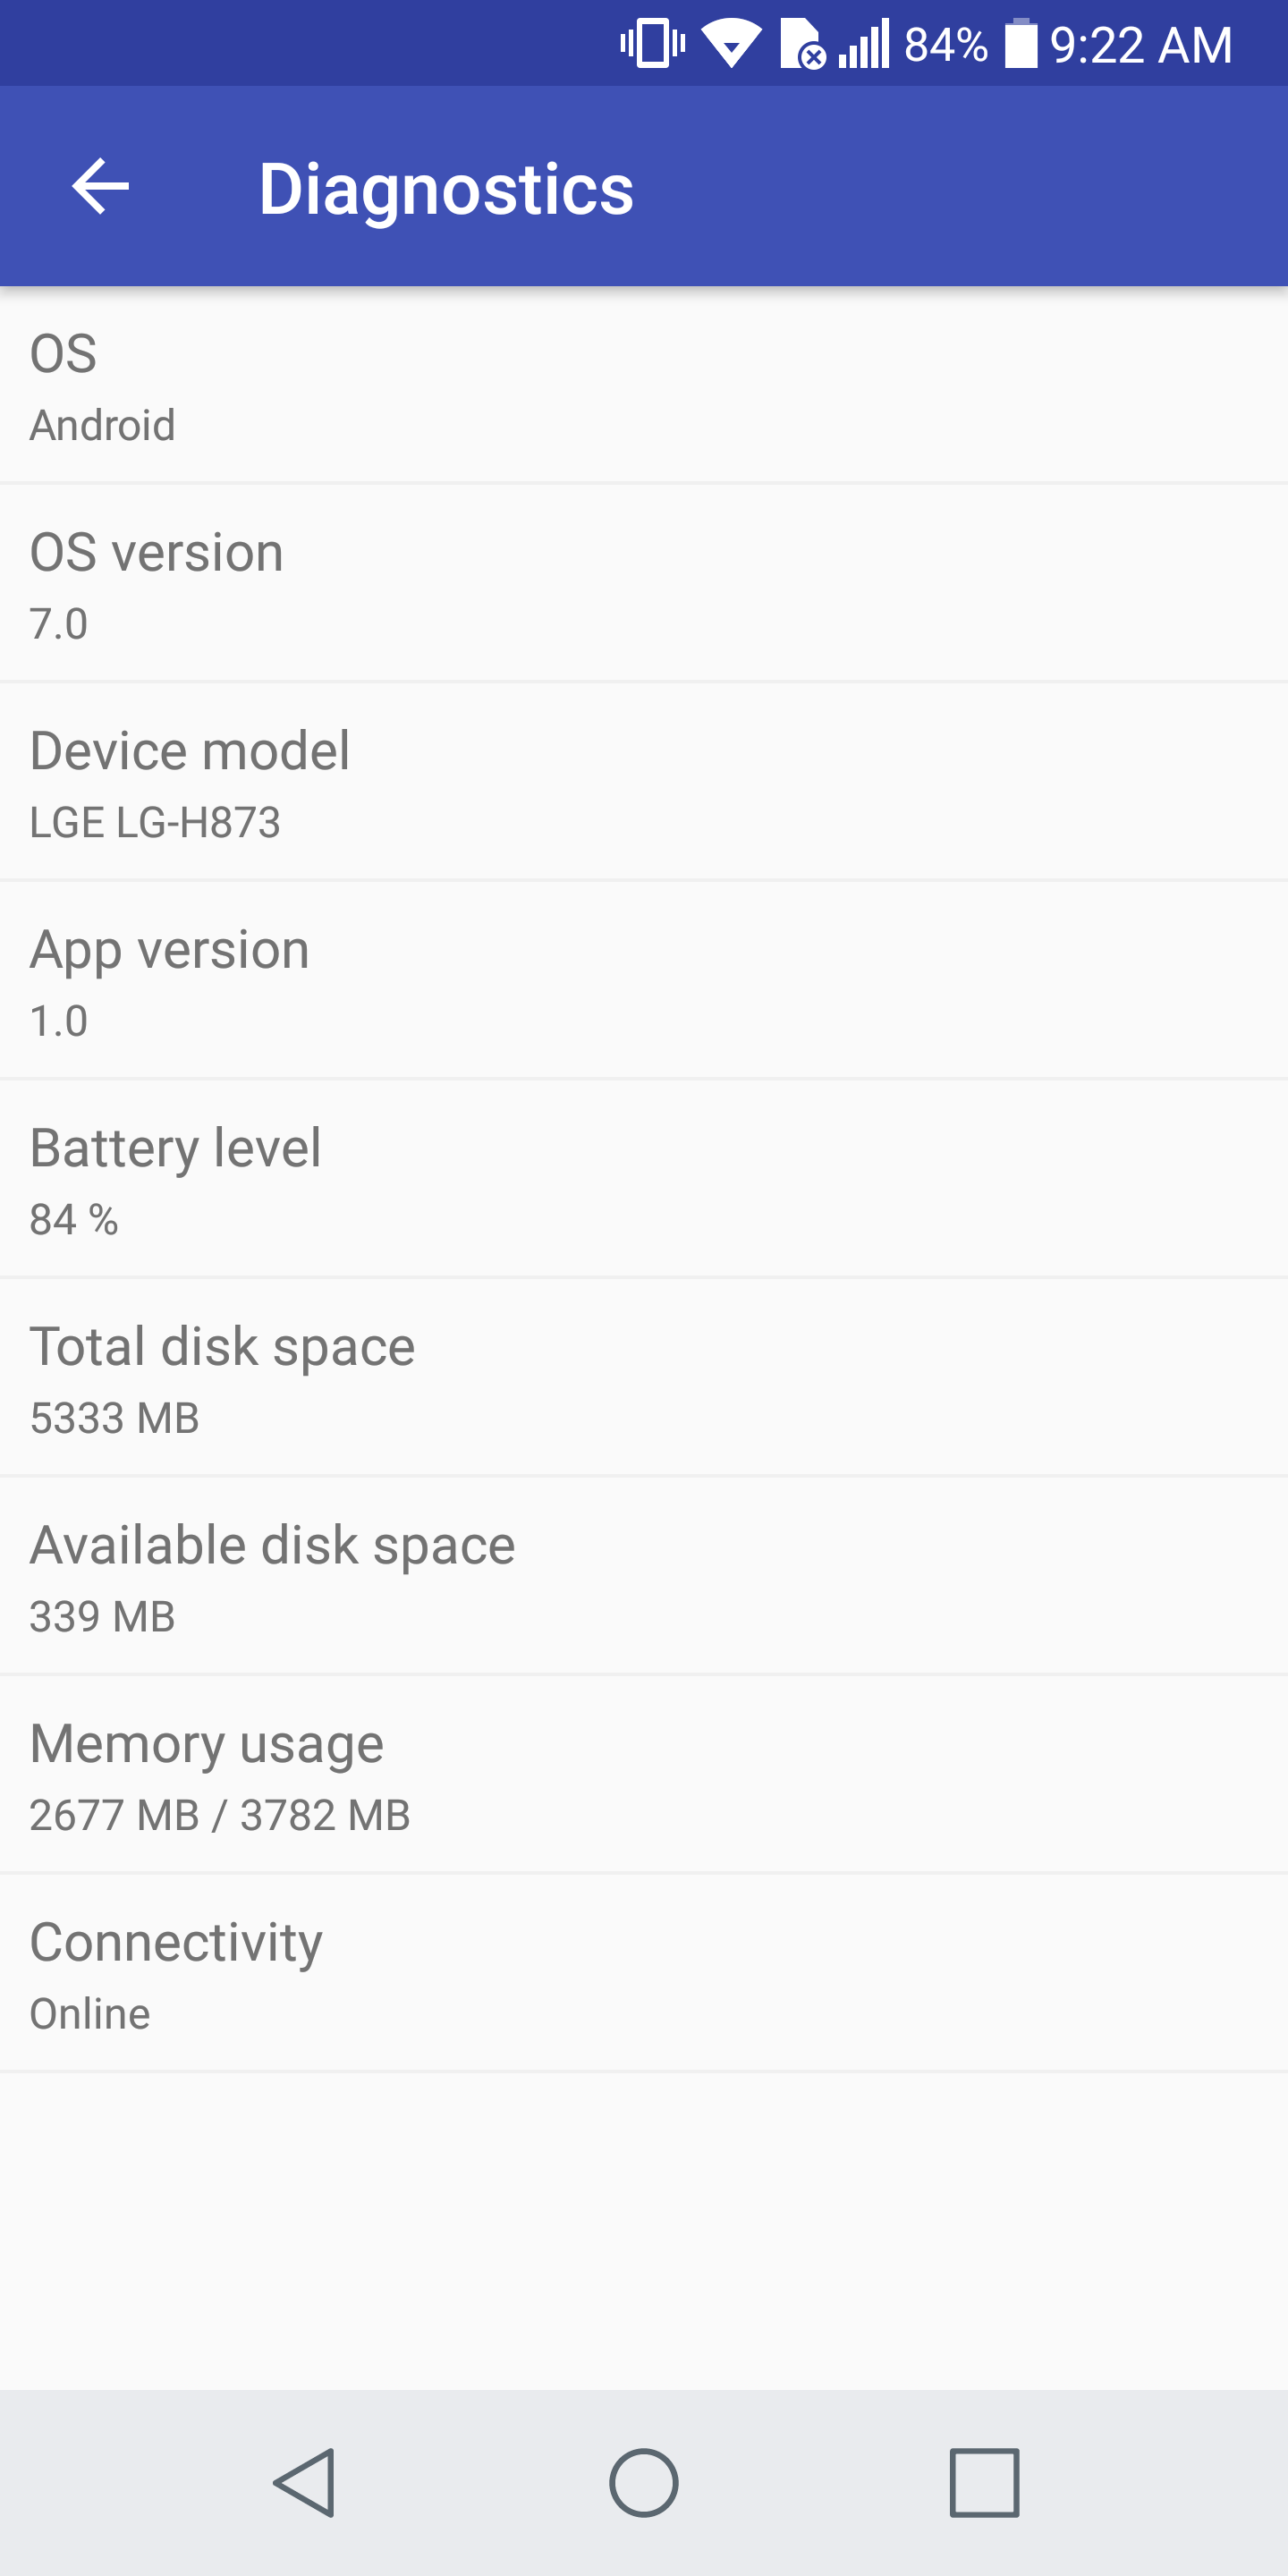 84% 9:22 AM
Diagnostics
OS
Android
OS version
7.0
Device model
LGE LG-H873
App version
1.0
Battery level
84 %
Total disk space
5333 MB
Available disk space
339 MB
Memory usage
2677 MB / 3782 MB
Connectivity
Online